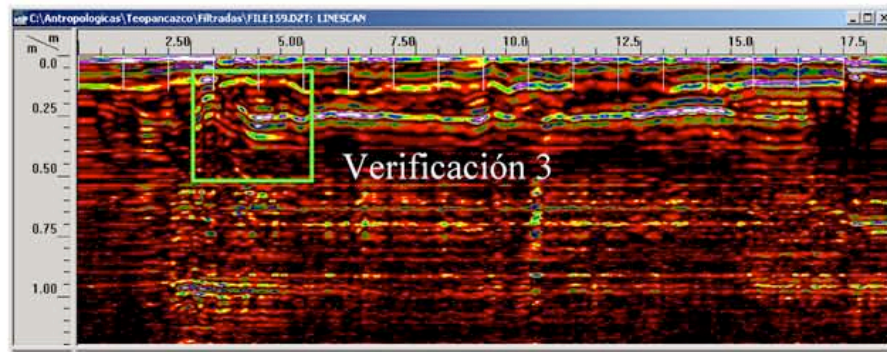 C:\Antropologicas\Teopancazco\Filtrados\FILE159.DZT: LINESCAN
m m 2.50 5.00 7.50 10.0 12.5 15.0 17.5
0.0
0.25
0.50
Verificación 3
0.75
1.00